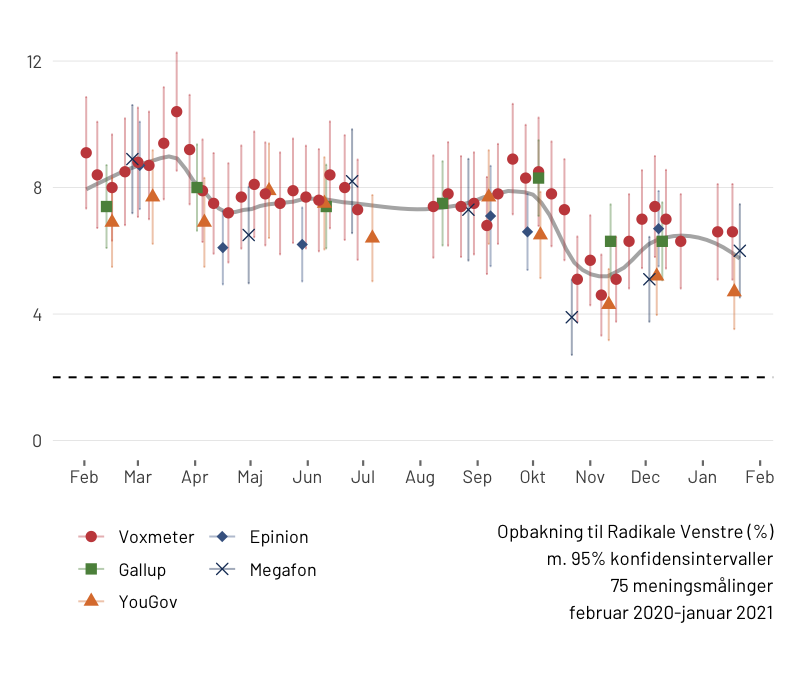 12
8
4
0
Feb Mar Apr Maj Jun Jul Aug Sep Okt Nov Dec Jan Feb
Voxmeter Epinion
Gallup Megafon
YouGov
Opbakning til Radikale Venstre (%)
m. 95% konfidensintervaller
75 meningsmålinger
februar 2020-januar 2021